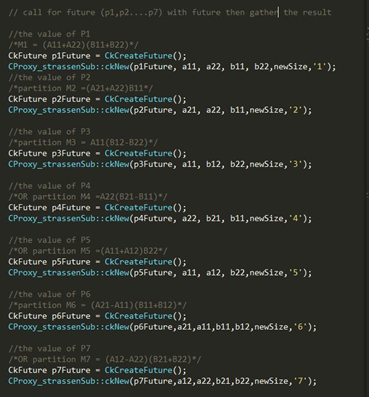 // call for future (p1,p2....p7) with future then gather the result
//the value of P1
/*M1 = (A11+A22)(B11+B22)*/
CkFuture p1Future = CkCreateFuture();
CProxy_strassenSub::ckNew(p1Future, a11, a22, b11, b22,newSize,'1');
//the value of P2
/*partition M2 =(A21+A22)B11*/
CkFuture p2Future = CkCreateFuture();
CProxy_strassenSub::ckNew(p2Future, a21, a22, b11,newSize,'2');
//the value of P3
/*partition M3 = A11(B12-B22)*/
CkFuture p3Future = CkCreateFuture();
CProxy_strassenSub::ckNew(p3Future, a11, b12, b22,newSize,'3');
//the value of P4
/*OR partition M4 =A22(B21-B11)*/
CkFuture p4Future = CkCreateFuture();
CProxy_strassenSub::ckNew(p4Future, a22, b21, b11,newSize,'4');
//the value of P5
/*OR partition M5 =(A11+A12)B22*/
CkFuture p5Future = CkCreateFuture();
CProxy_strassenSub::ckNew(p5Future, a11, a12, b22,newSize,'5');
//the value of P6
/*partition M6 = (A21-A11)(B11+B12)*/
CkFuture p6Future = CkCreateFuture();
CProxy_strassenSub::ckNew(p6Future,a21,a11,b11,b12,newSize,'6');
//the value of P7
/*OR partition M7 = (A12-A22)(B21+B22)*/
CkFuture p7Future = CkCreateFuture();
CProxy_strassenSub::ckNew(p7Future,a12,a22,b21,b22,newSize,'7');